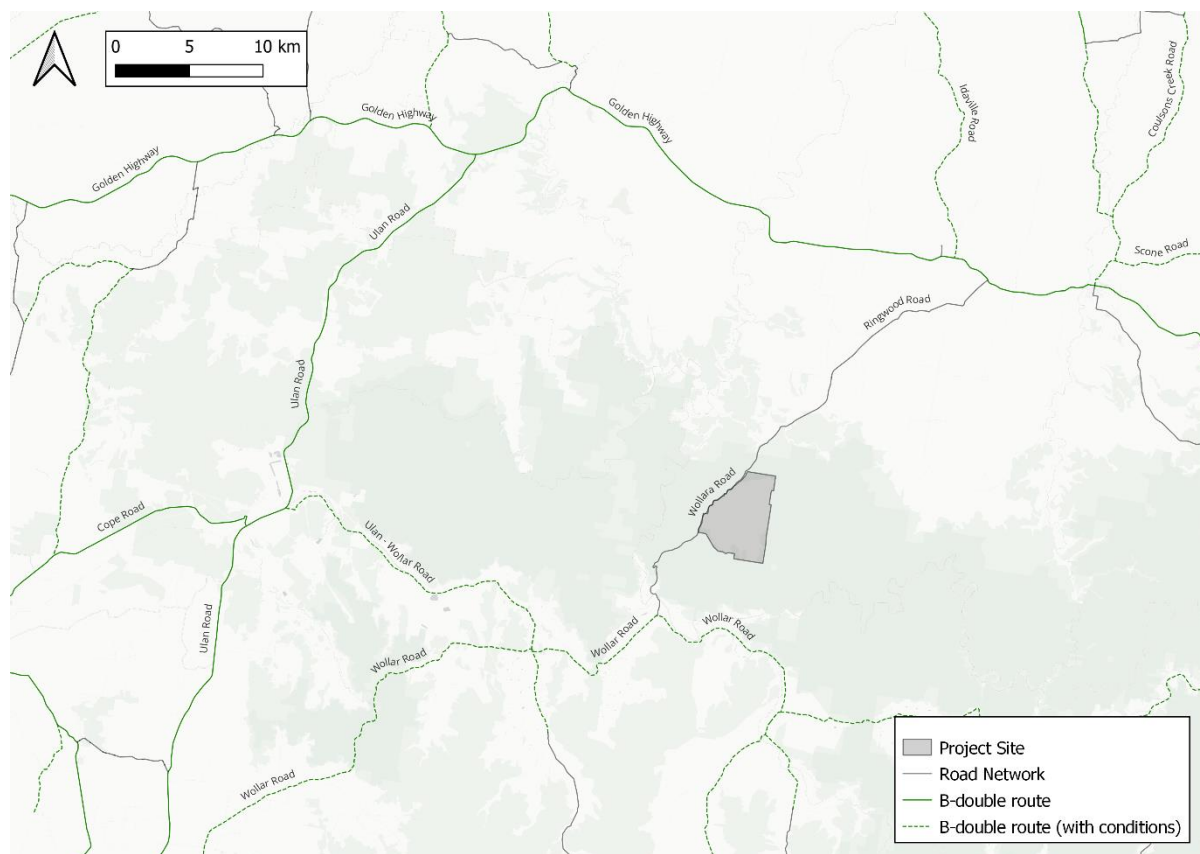 0 5 10 km
Golden Highway
Golden Highway
Golden Highway
Idaville Road
Coulsons Creek Road
Ulan Road
Scone Road
Ringwood Road
Ulan Road
Wollara Road
Cope Road
Ulan - Wollar Road
Ulan Road
Wollar Road
Wollar Road
Wollar Road
Wollar Road
Project Site
Road Network
B-double route
B-double route (with conditions)